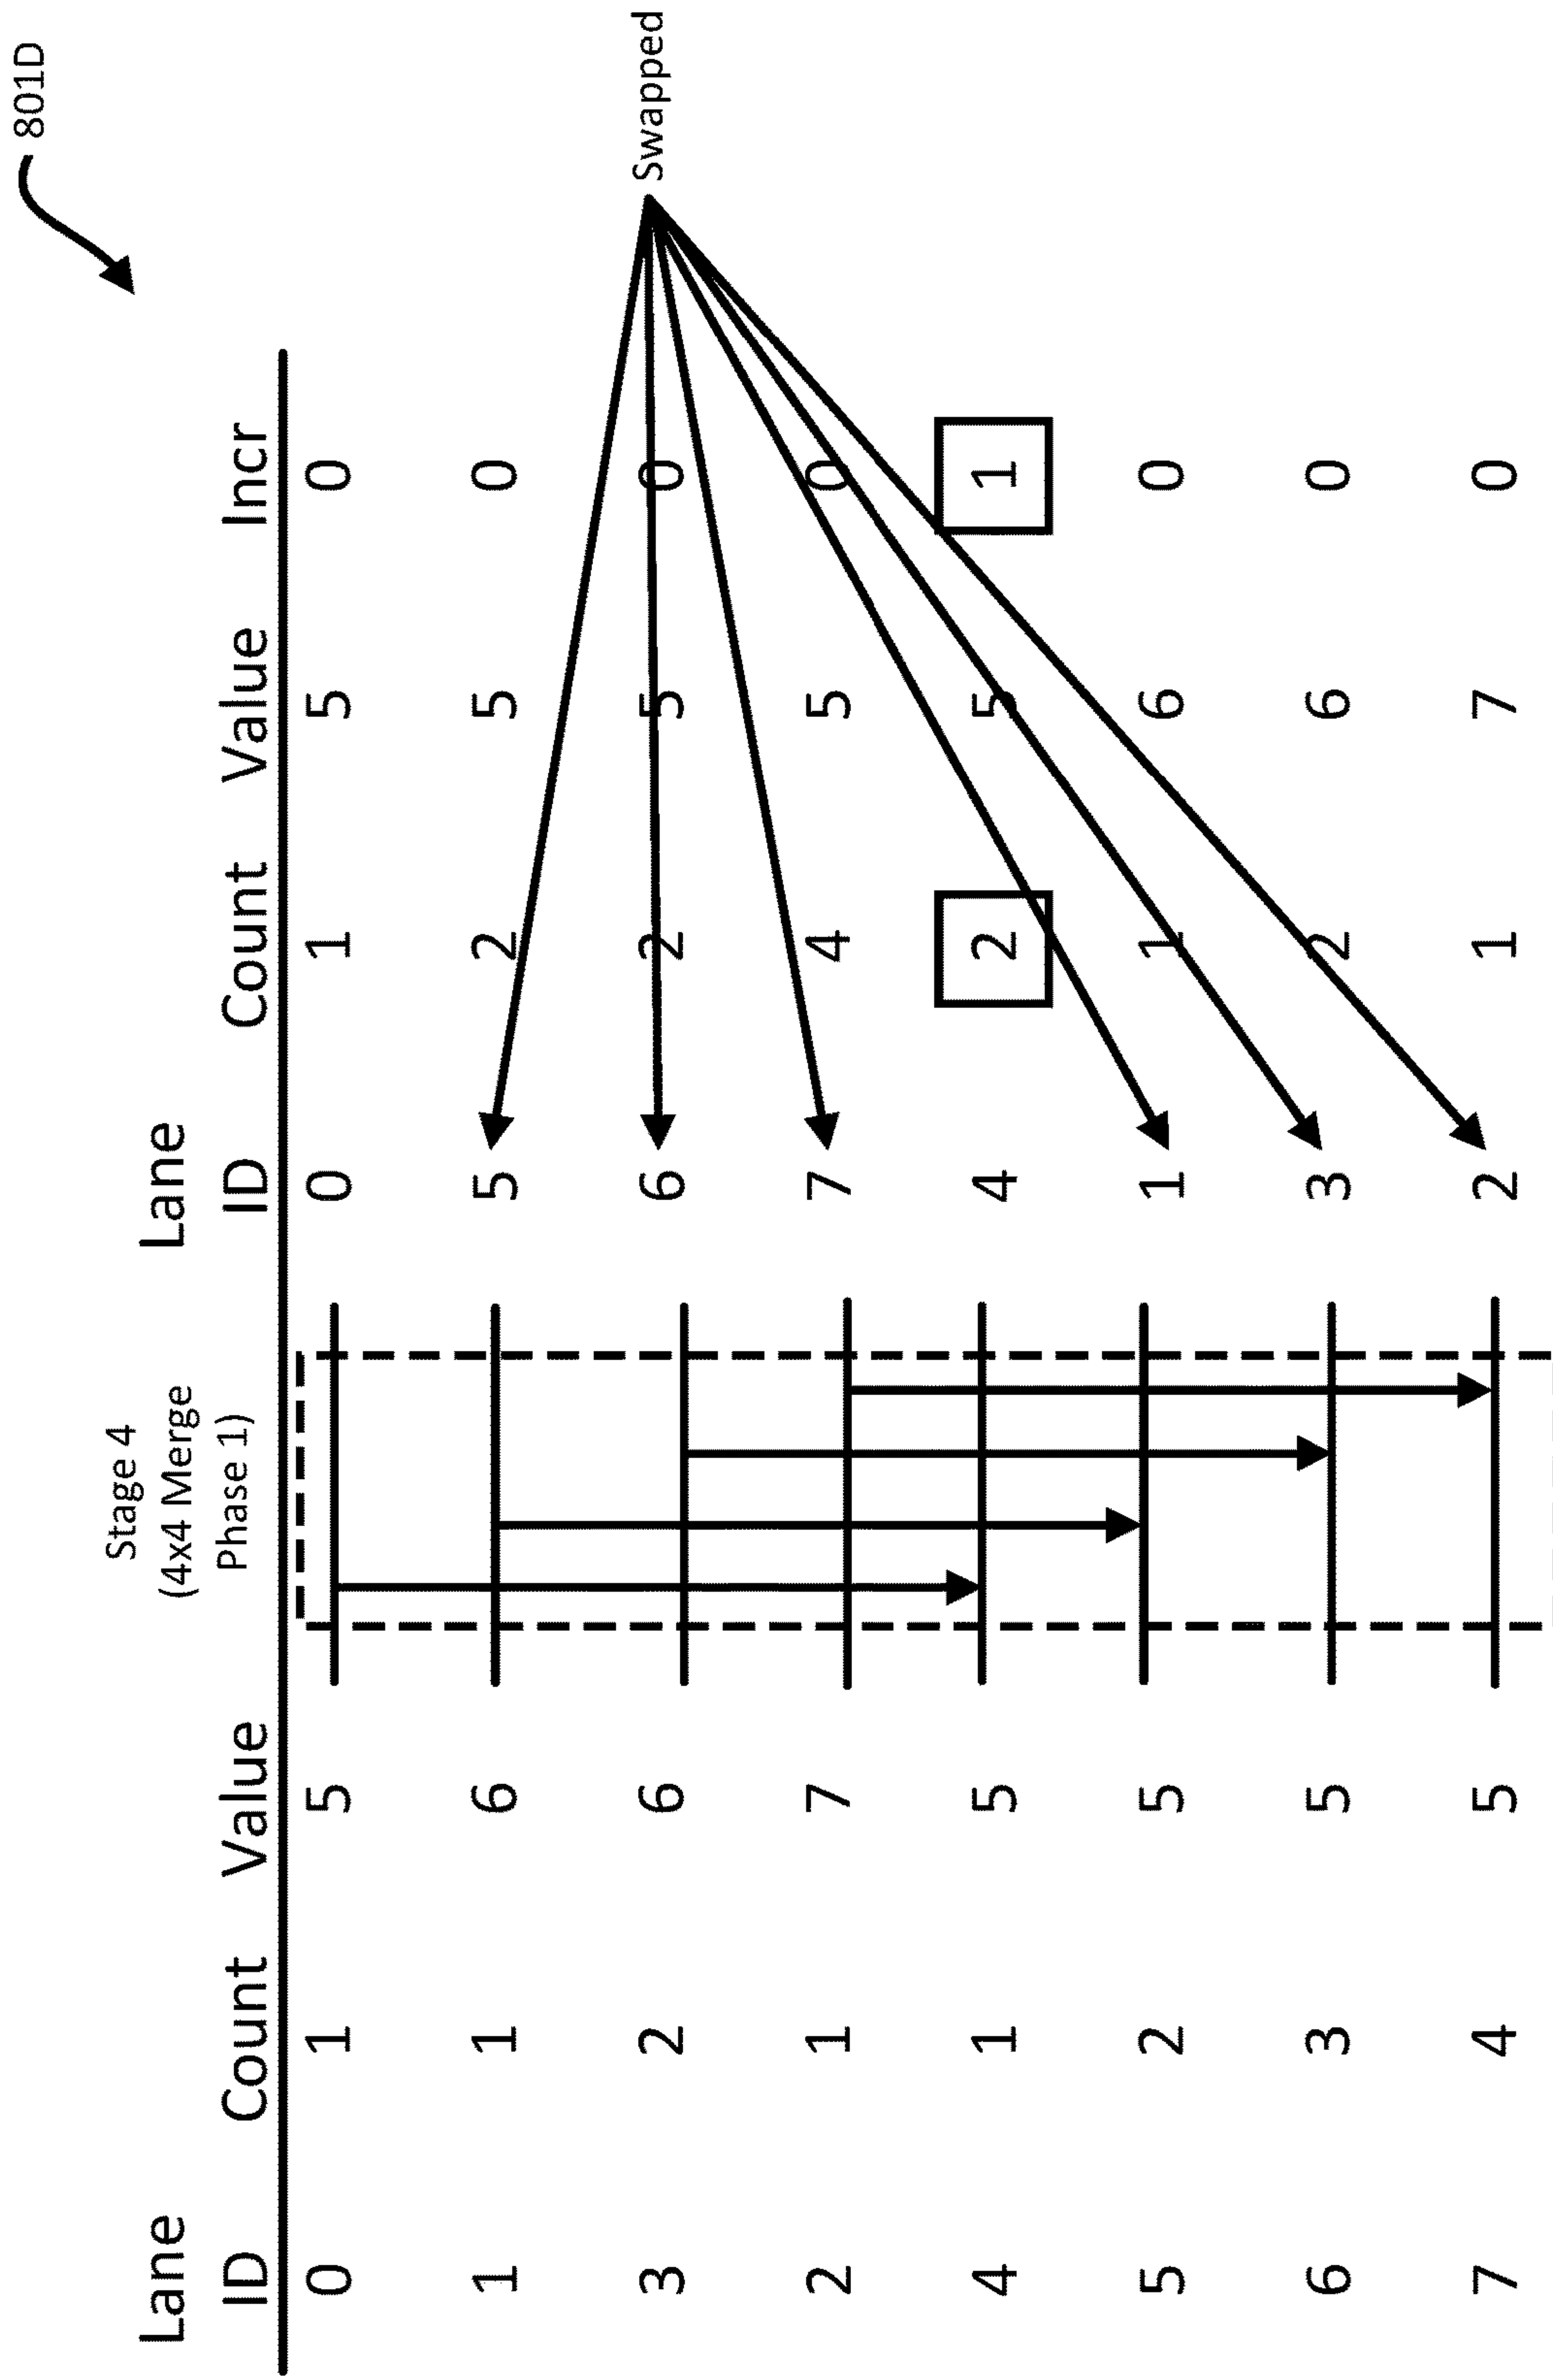 801D
Stage 4
(4x4 Merge
Phase 1)
Lane Lane
ID Count Value ID Count Value Incr
0 1 5 0 1 5 0
1 1 6 5 2 5 0
3 2 6 6 2 5 0 Swapped
2 1 7 7 4 5 0
4 1 5 4 2 5 1
5 2 5 1 1 6 0
6 3 5 3 2 6 0
7 4 5 2 1 7 0